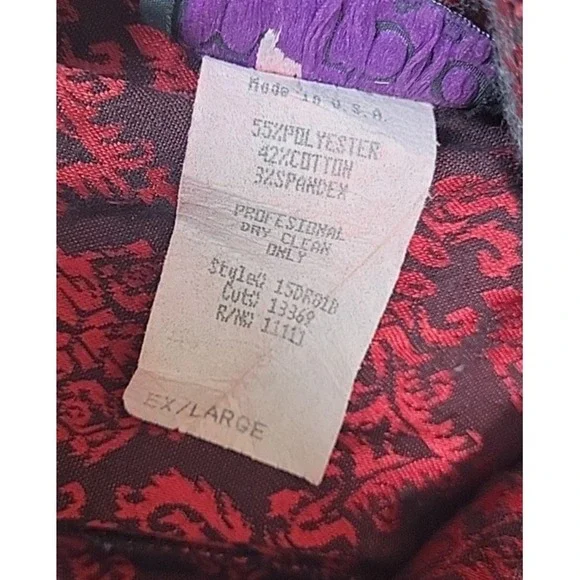 Made in U.S.A.
55%POLYESTER
42%COTTON
3%SPANDEX
PROFESIONAL
DRY CLEAN
ONLY
Style# 15DR01B
Cut# 13369
R/N# 11111
EX/LARGE